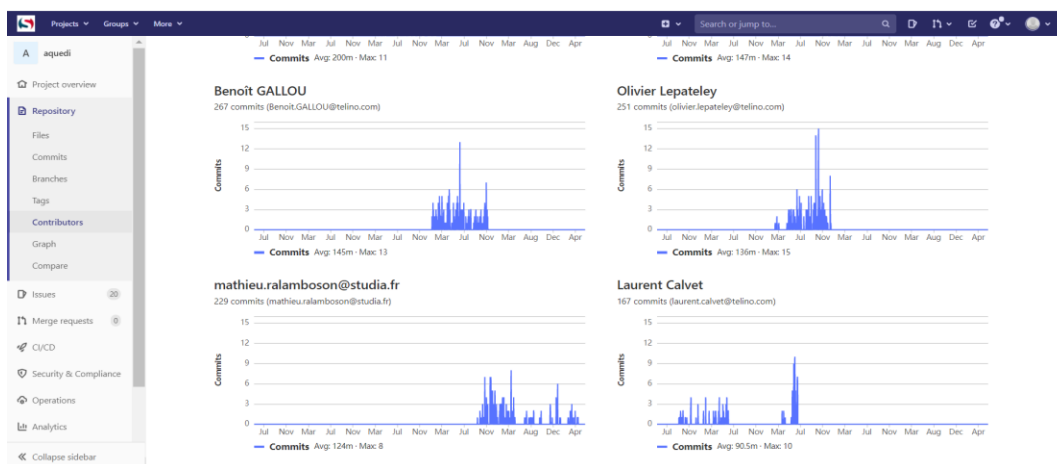 Projects Groups More Search or jump to...
A aquedi
Project overview
Repository
Files
Commits
Branches
Tags
Contributors
Graph
Compare
Issues 20
Merge requests 0
CI/CD
Security & Compliance
Operations
Analytics
Collapse sidebar
Jul Nov Mar Jul Nov Mar Jul Nov Mar Jul Nov Mar Aug Dec Apr
Commits Avg: 200m · Max: 11
Jul Nov Mar Jul Nov Mar Jul Nov Mar Jul Nov Mar Aug Dec Apr
Commits Avg: 147m · Max: 14
Benoît GALLOU
267 commits (Benoit.GALLOU@telino.com)
15
12
9
6
3
0
Commits
Jul Nov Mar Jul Nov Mar Jul Nov Mar Jul Nov Mar Aug Dec Apr
Commits Avg: 145m · Max: 13
Olivier Lepateley
251 commits (olivier.lepateley@telino.com)
15
12
9
6
3
0
Commits
Jul Nov Mar Jul Nov Mar Jul Nov Mar Jul Nov Mar Aug Dec Apr
Commits Avg: 136m · Max: 15
mathieu.ralamboson@studia.fr
229 commits (mathieu.ralamboson@studia.fr)
15
12
9
6
3
0
Commits
Jul Nov Mar Jul Nov Mar Jul Nov Mar Jul Nov Mar Aug Dec Apr
Commits Avg: 124m · Max: 8
Laurent Calvet
167 commits (laurent.calvet@telino.com)
15
12
9
6
3
0
Commits
Jul Nov Mar Jul Nov Mar Jul Nov Mar Jul Nov Mar Aug Dec Apr
Commits Avg: 90.5m · Max: 10